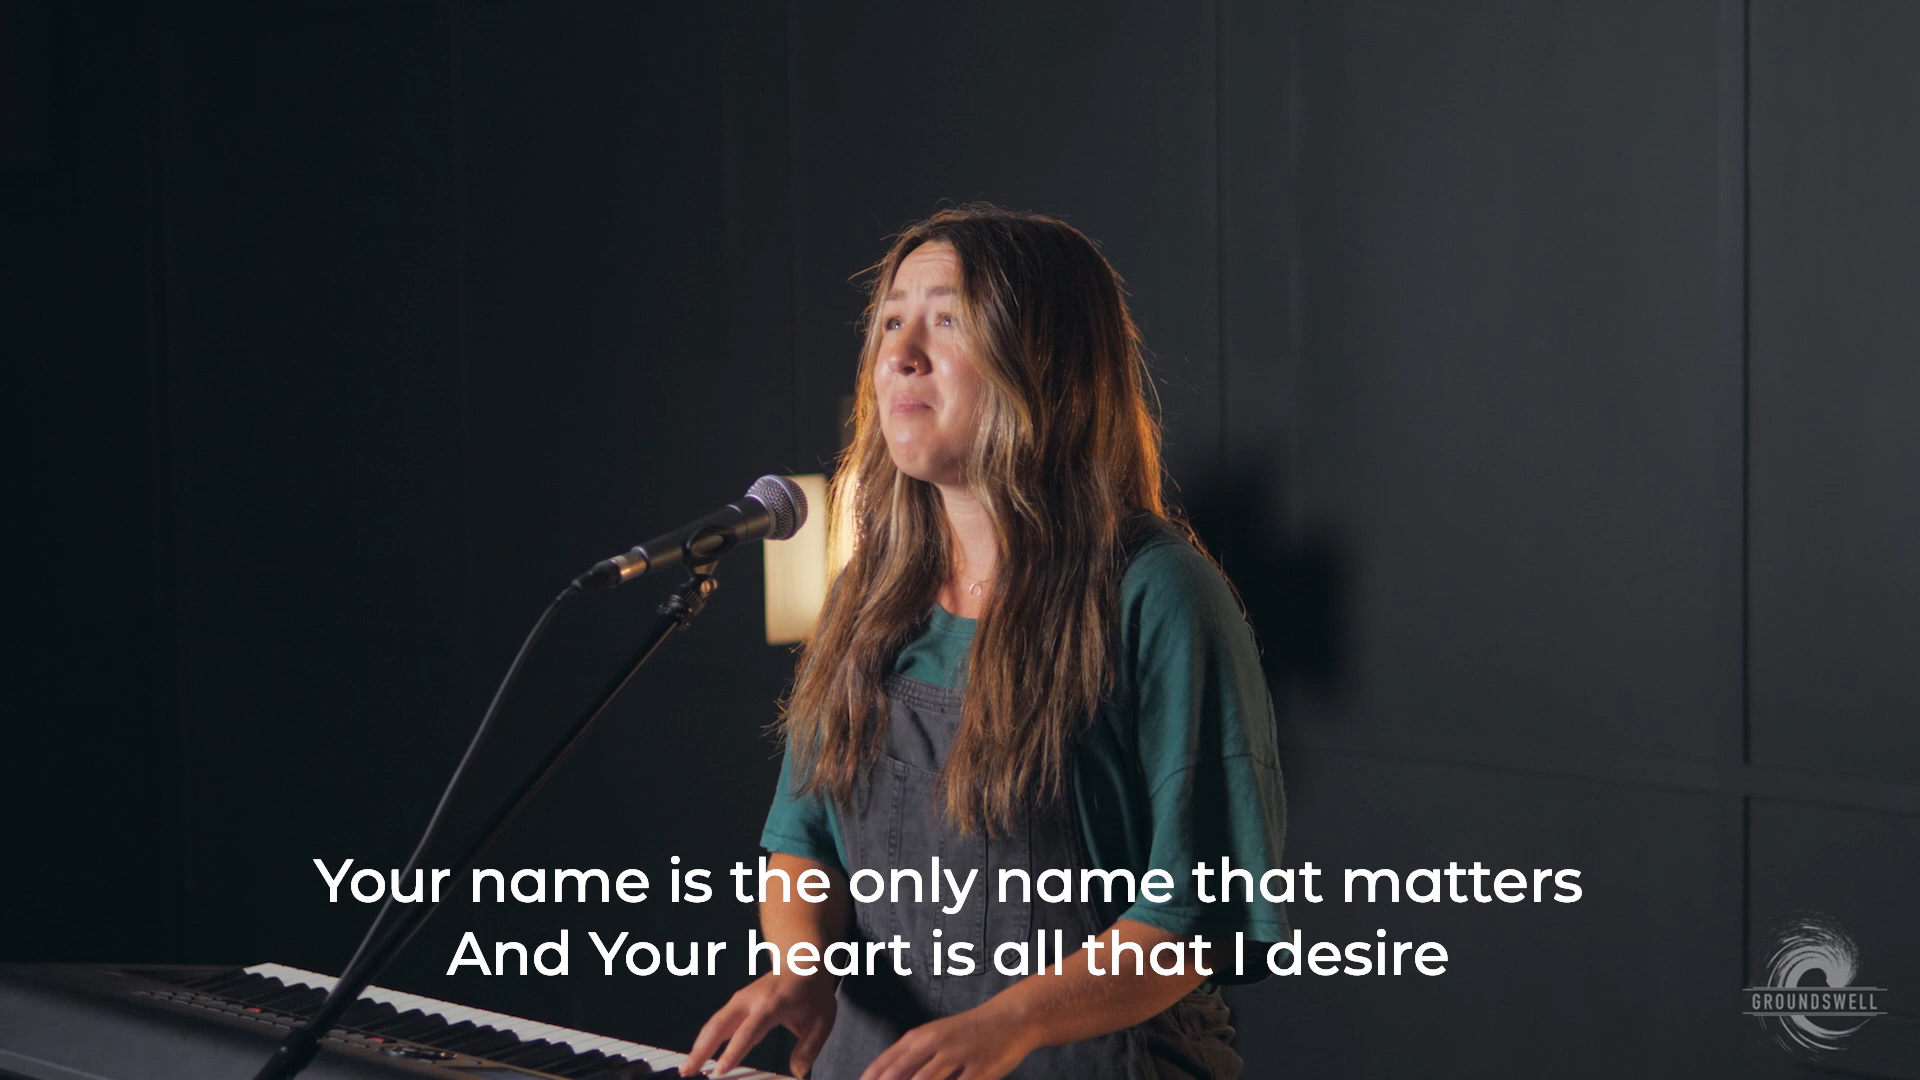 Your name is the only name that matters
And Your heart is all that I desire
GROUNDSWELL